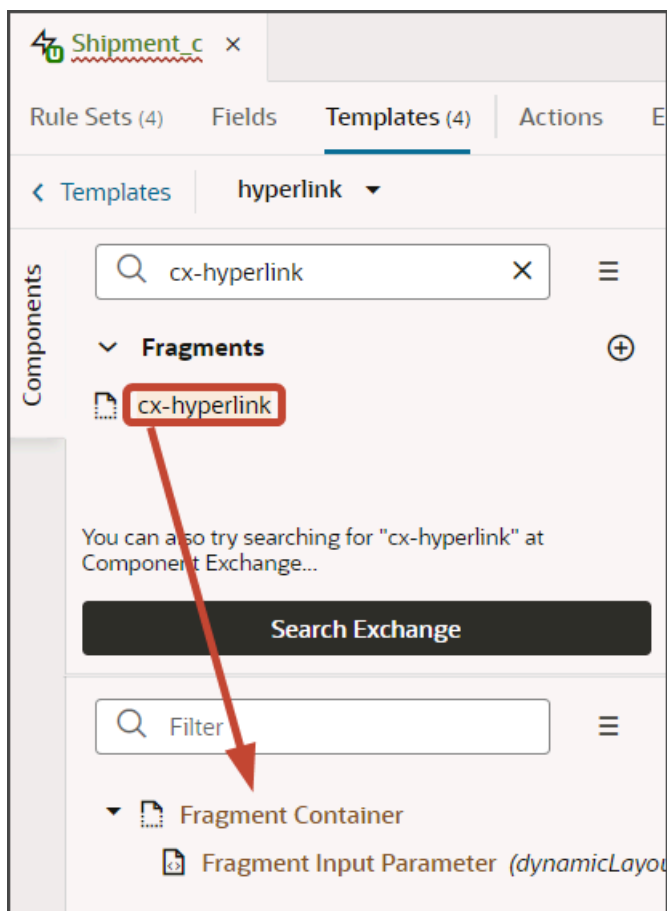 Shipment_c ×
Rule Sets (4) Fields Templates (4) Actions E
Templates hyperlink
Components
cx-hyperlink
Fragments
cx-hyperlink
You can also try searching for "cx-hyperlink" at
Component Exchange...
Search Exchange
Filter
Fragment Container
Fragment Input Parameter (dynamicLayou